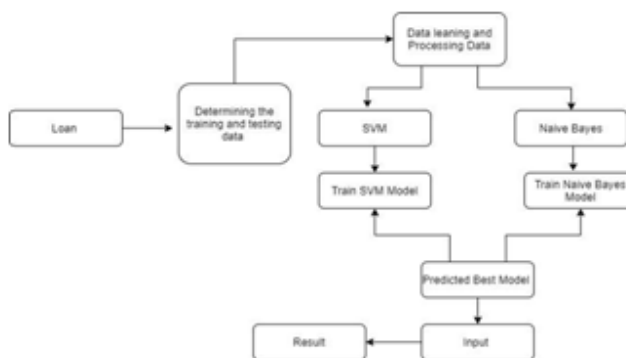 Data leaning and
Processing Data
Loan
Determining the
training and testing
data
SVM
Naive Bayes
Train SVM Model
Train Naive Bayes
Model
Predicted Best Model
Result
Input